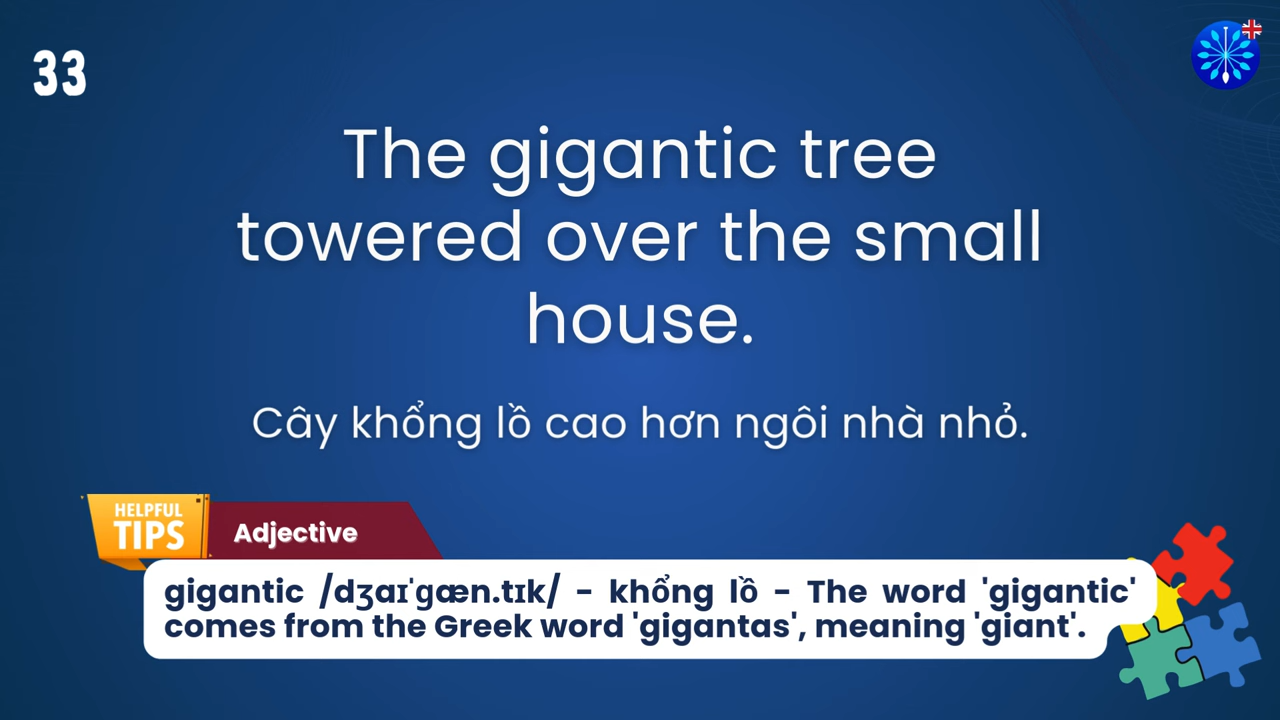 33
The gigantic tree
towered over the small
house.
Cây khổng lồ cao hơn ngôi nhà nhỏ.
HELPFUL
TIPS
Adjective
gigantic /dʒaɪˈɡæn.tɪk/ - khổng lồ - The word 'gigantic'
comes from the Greek word 'gigantas', meaning 'giant'.